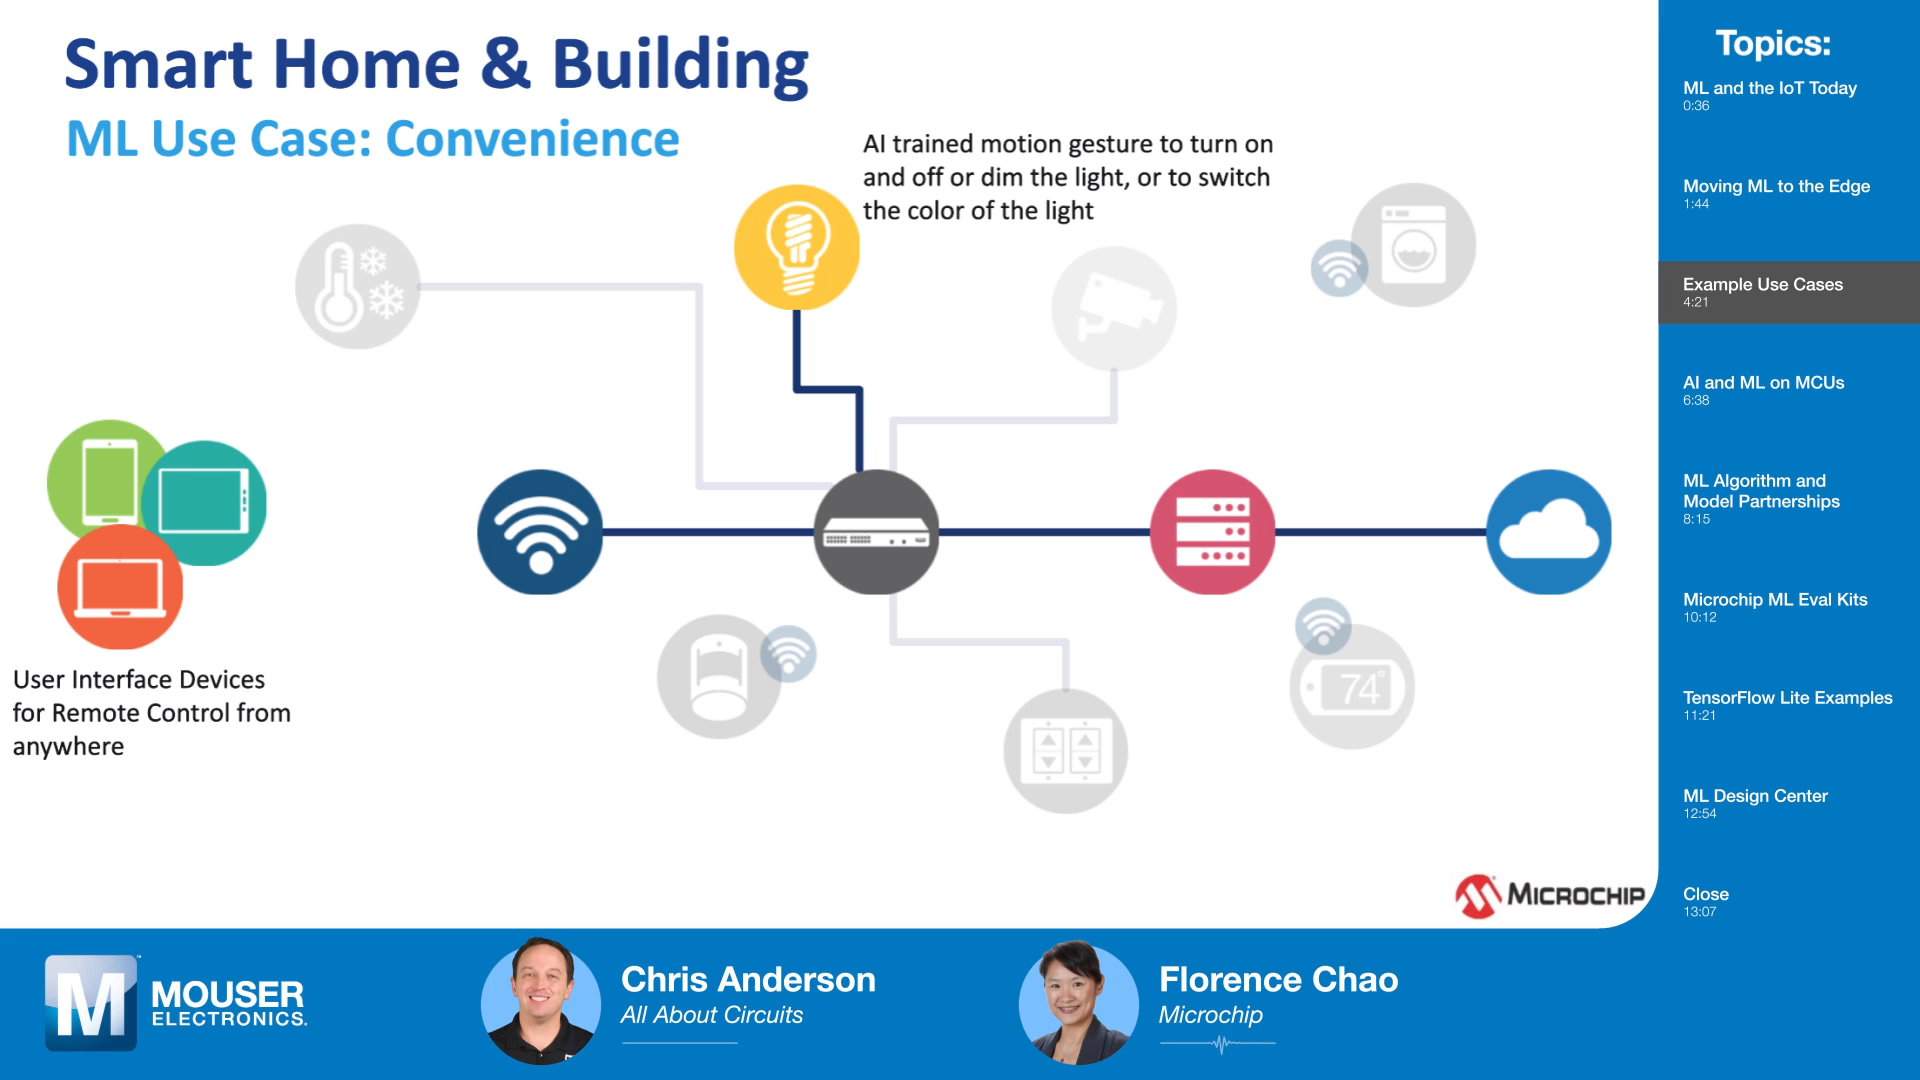 Smart Home & Building
ML Use Case: Convenience
AI trained motion gesture to turn on
and off or dim the light, or to switch
the color of the light
74°
User Interface Devices
for Remote Control from
anywhere
MICROCHIP
Topics:
ML and the IoT Today
0:36
Moving ML to the Edge
1:44
Example Use Cases
4:21
AI and ML on MCUs
6:38
ML Algorithm and
Model Partnerships
8:15
Microchip ML Eval Kits
10:12
TensorFlow Lite Examples
11:21
ML Design Center
12:54
Close
13:07
M
MOUSER
ELECTRONICS.
Chris Anderson
All About Circuits
Florence Chao
Microchip